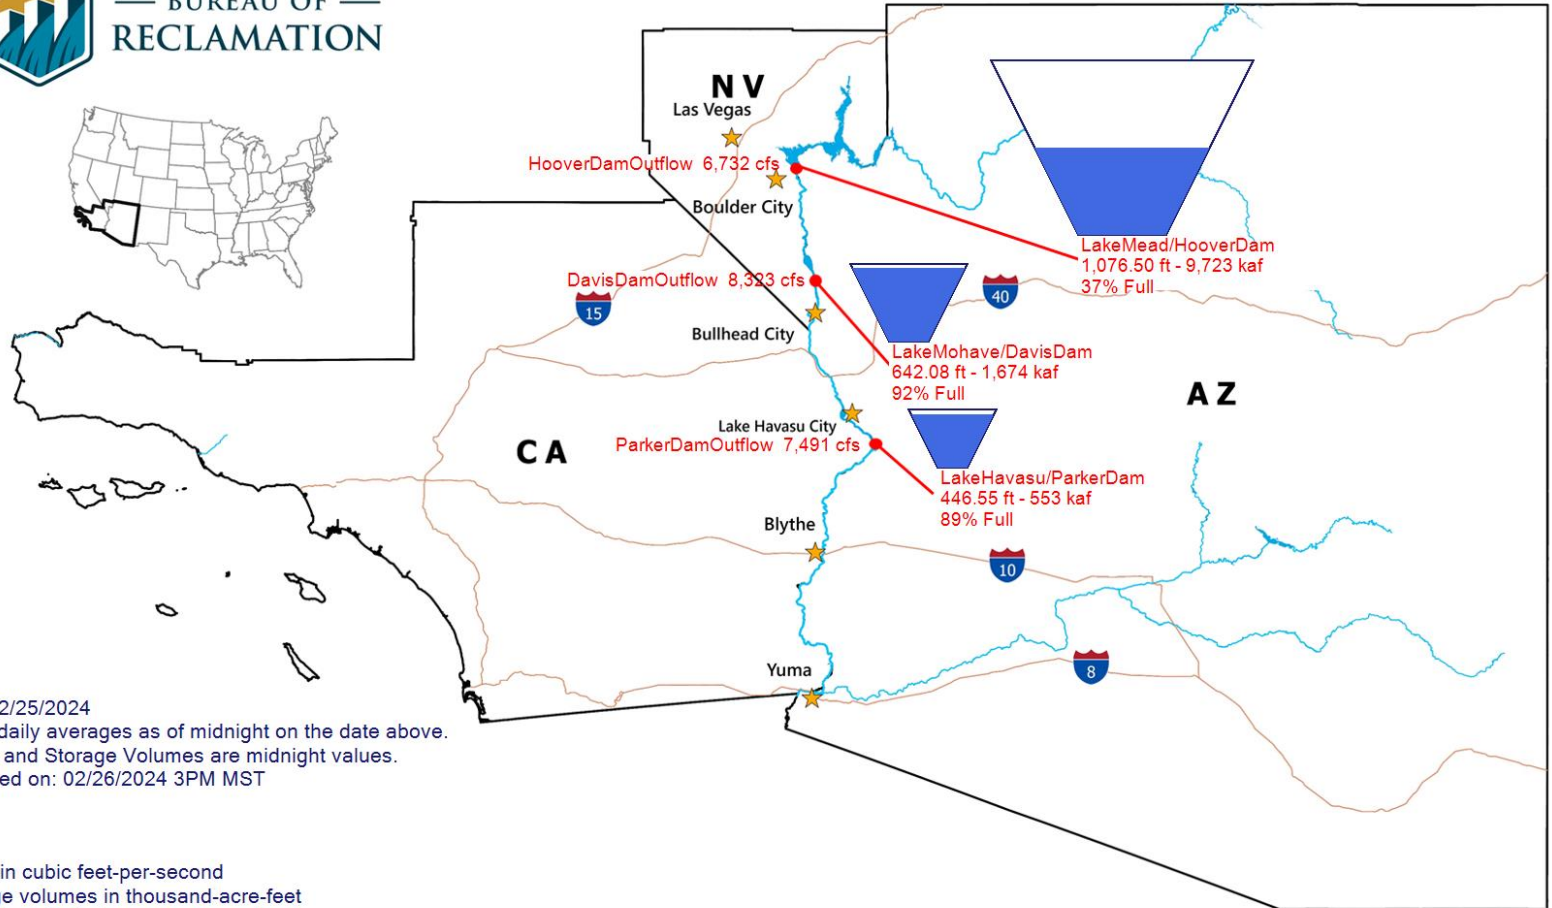 BUREAU OF
RECLAMATION
NV
Las Vegas
HooverDamOutflow 6,732 cfs
Boulder City
LakeMead/HooverDam
1,076.50 ft - 9,723 kaf
37% Full
DavisDamOutflow 8,323 cfs
15
40
Bullhead City
LakeMohave/DavisDam
642.08 ft - 1,674 kaf
92% Full
AZ
Lake Havasu City
CA
ParkerDamOutflow 7,491 cfs
LakeHavasu/ParkerDam
446.55 ft - 553 kaf
89% Full
Blythe
10
Yuma
8
2/25/2024
daily averages as of midnight on the date above.
and Storage Volumes are midnight values.
ed on: 02/26/2024 3PM MST
in cubic feet-per-second
ge volumes in thousand-acre-feet